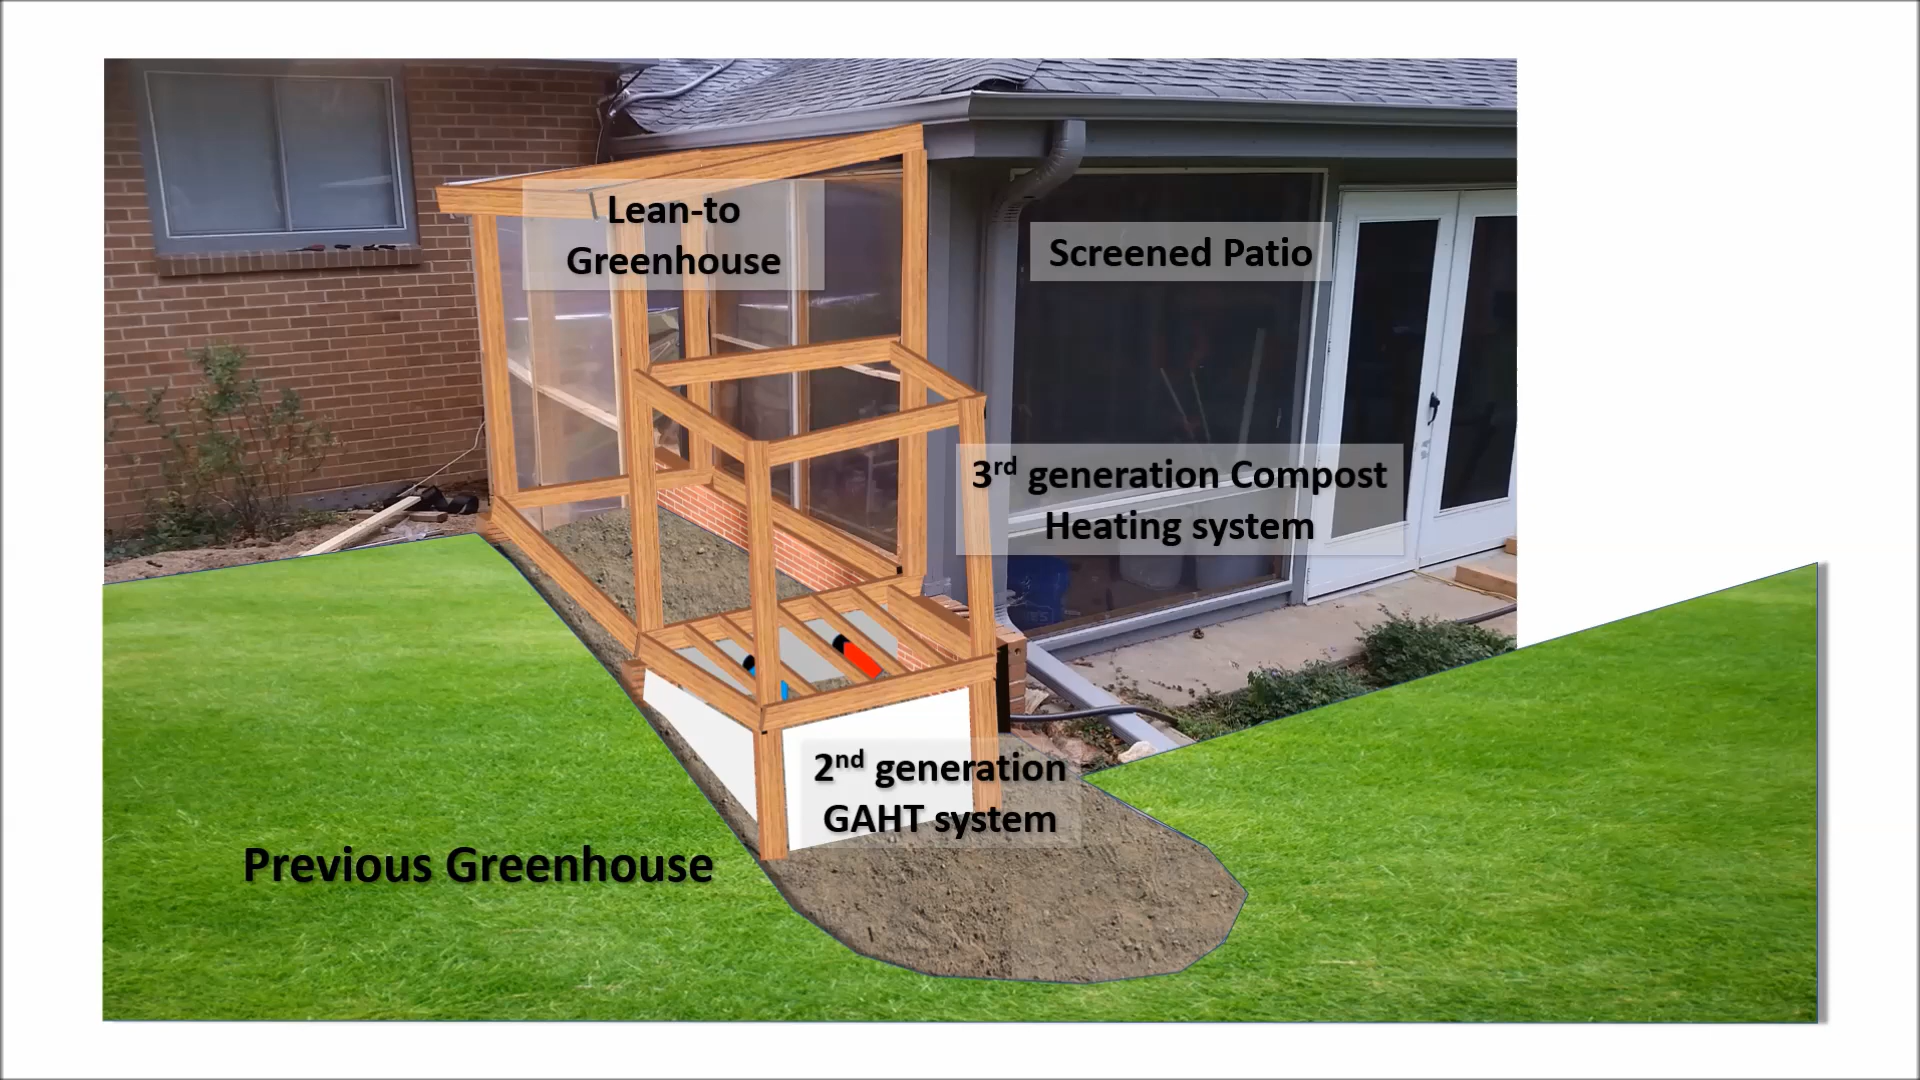 Lean-to
Greenhouse
Screened Patio
3rd generation Compost
Heating system
2nd generation
GAHT system
Previous Greenhouse